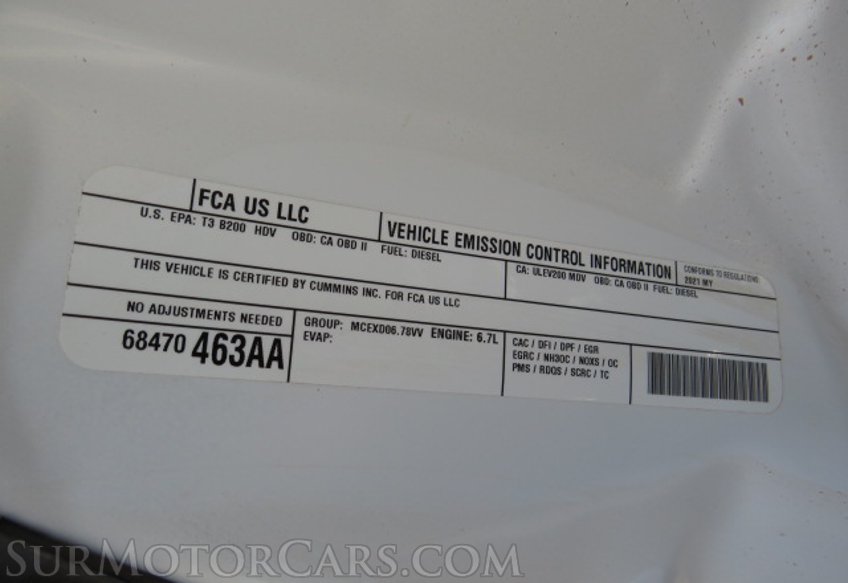 FCA US LLC
VEHICLE EMISSION CONTROL INFORMATION
CONFORMS TO REGULATIONS:
2021 MY
U.S. EPA: T3 B200 HDV OBD: CA OBD II FUEL: DIESEL
CA: ULEV200 MDV OBD: CA OBD II FUEL: DIESEL
THIS VEHICLE IS CERTIFIED BY CUMMINS INC. FOR FCA US LLC
NO ADJUSTMENTS NEEDED
68470 463AA
GROUP: MCEXD06.78VV ENGINE: 6.7L
EVAP:
CAC / DFI / DPF / EGR
EGRC / NH3OC / NOXS / OC
PMS / RDQS / SCRC / TC
SURMOTORCARS.COM